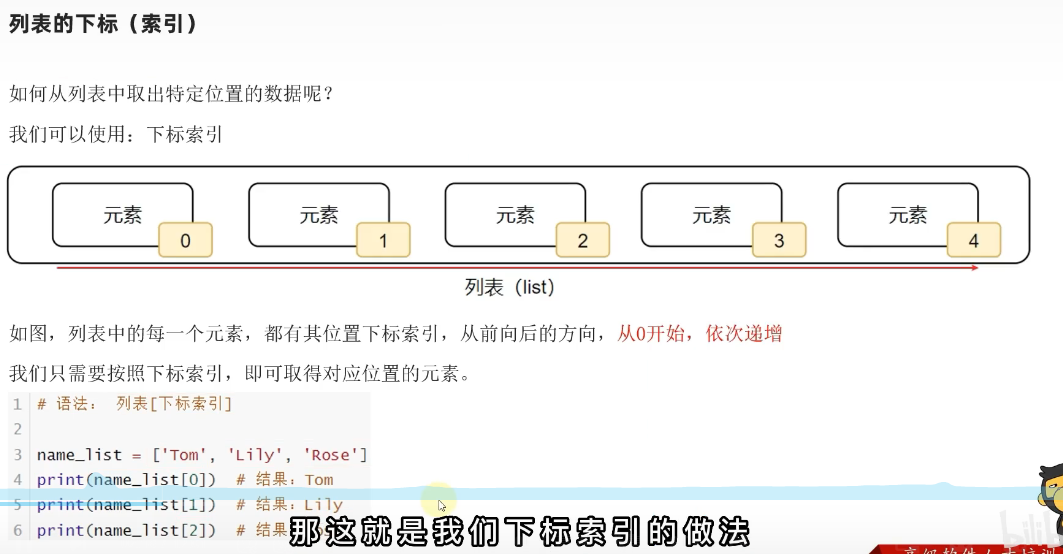 列表的下标（索引）
如何从列表中取出特定位置的数据呢？
我们可以使用：下标索引
元素 元素 元素 元素 元素
0 1 2 3 4
列表（list）
如图，列表中的每一个元素，都有其位置下标索引，从前向后的方向，从0开始，依次递增
我们只需要按照下标索引，即可取得对应位置的元素。
1 # 语法： 列表[下标索引]
2
3 name_list = ['Tom', 'Lily', 'Rose']
4 print(name_list[0]) # 结果：Tom
5 print(name_list[1]) # 结果：Lily
6 print(name_list[2]) # 结果
那这就是我们下标索引的做法
bilibili